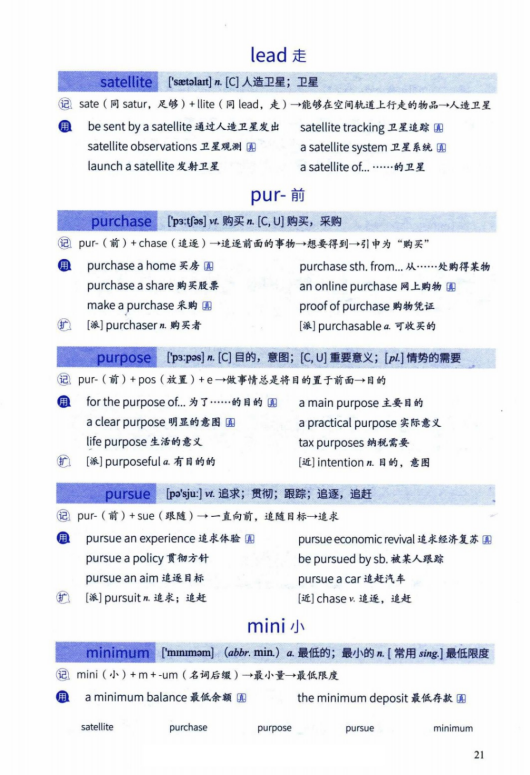 lead 走
satellite ['sætəlaɪt] n. [C] 人造卫星；卫星
记 sate（同 satur，足够）+ llite（同 lead，走）→能够在空间轨道上行走的物品→人造卫星
用 be sent by a satellite 通过人造卫星发出 satellite tracking 卫星追踪 真
satellite observations 卫星观测 真 a satellite system 卫星系统 真
launch a satellite 发射卫星 a satellite of... ……的卫星
pur- 前
purchase ['pɜːtʃəs] vt. 购买 n. [C, U] 购买，采购
记 pur-（前）+ chase（追逐）→追逐前面的事物→想要得到→引申为“购买”
用 purchase a home 买房 真 purchase sth. from... 从……处购得某物
purchase a share 购买股票 an online purchase 网上购物 真
make a purchase 采购 真 proof of purchase 购物凭证
扩 [派] purchaser n. 购买者 [派] purchasable a. 可收买的
purpose ['pɜːpəs] n. [C] 目的，意图；[C, U] 重要意义；[pl.] 情势的需要
记 pur-（前）+ pos（放置）+ e→做事情总是将目的置于前面→目的
用 for the purpose of... 为了……的目的 真 a main purpose 主要目的
a clear purpose 明显的意图 真 a practical purpose 实际意义
life purpose 生活的意义 tax purposes 纳税需要
扩 [派] purposeful a. 有目的的 [近] intention n. 目的，意图
pursue [pə'sjuː] vt. 追求；贯彻；跟踪；追逐，追赶
记 pur-（前）+ sue（跟随）→一直向前，追随目标→追求
用 pursue an experience 追求体验 真 pursue economic revival 追求经济复苏 真
pursue a policy 贯彻方针 be pursued by sb. 被某人跟踪
pursue an aim 追逐目标 pursue a car 追赶汽车
扩 [派] pursuit n. 追求；追赶 [近] chase v. 追逐，追赶
mini 小
minimum ['mɪnɪməm] （abbr. min.） a. 最低的；最小的 n. [ 常用 sing.] 最低限度
记 mini（小）+ m + -um（名词后缀）→最小量→最低限度
用 a minimum balance 最低余额 真 the minimum deposit 最低存款 真
satellite purchase purpose pursue minimum
21